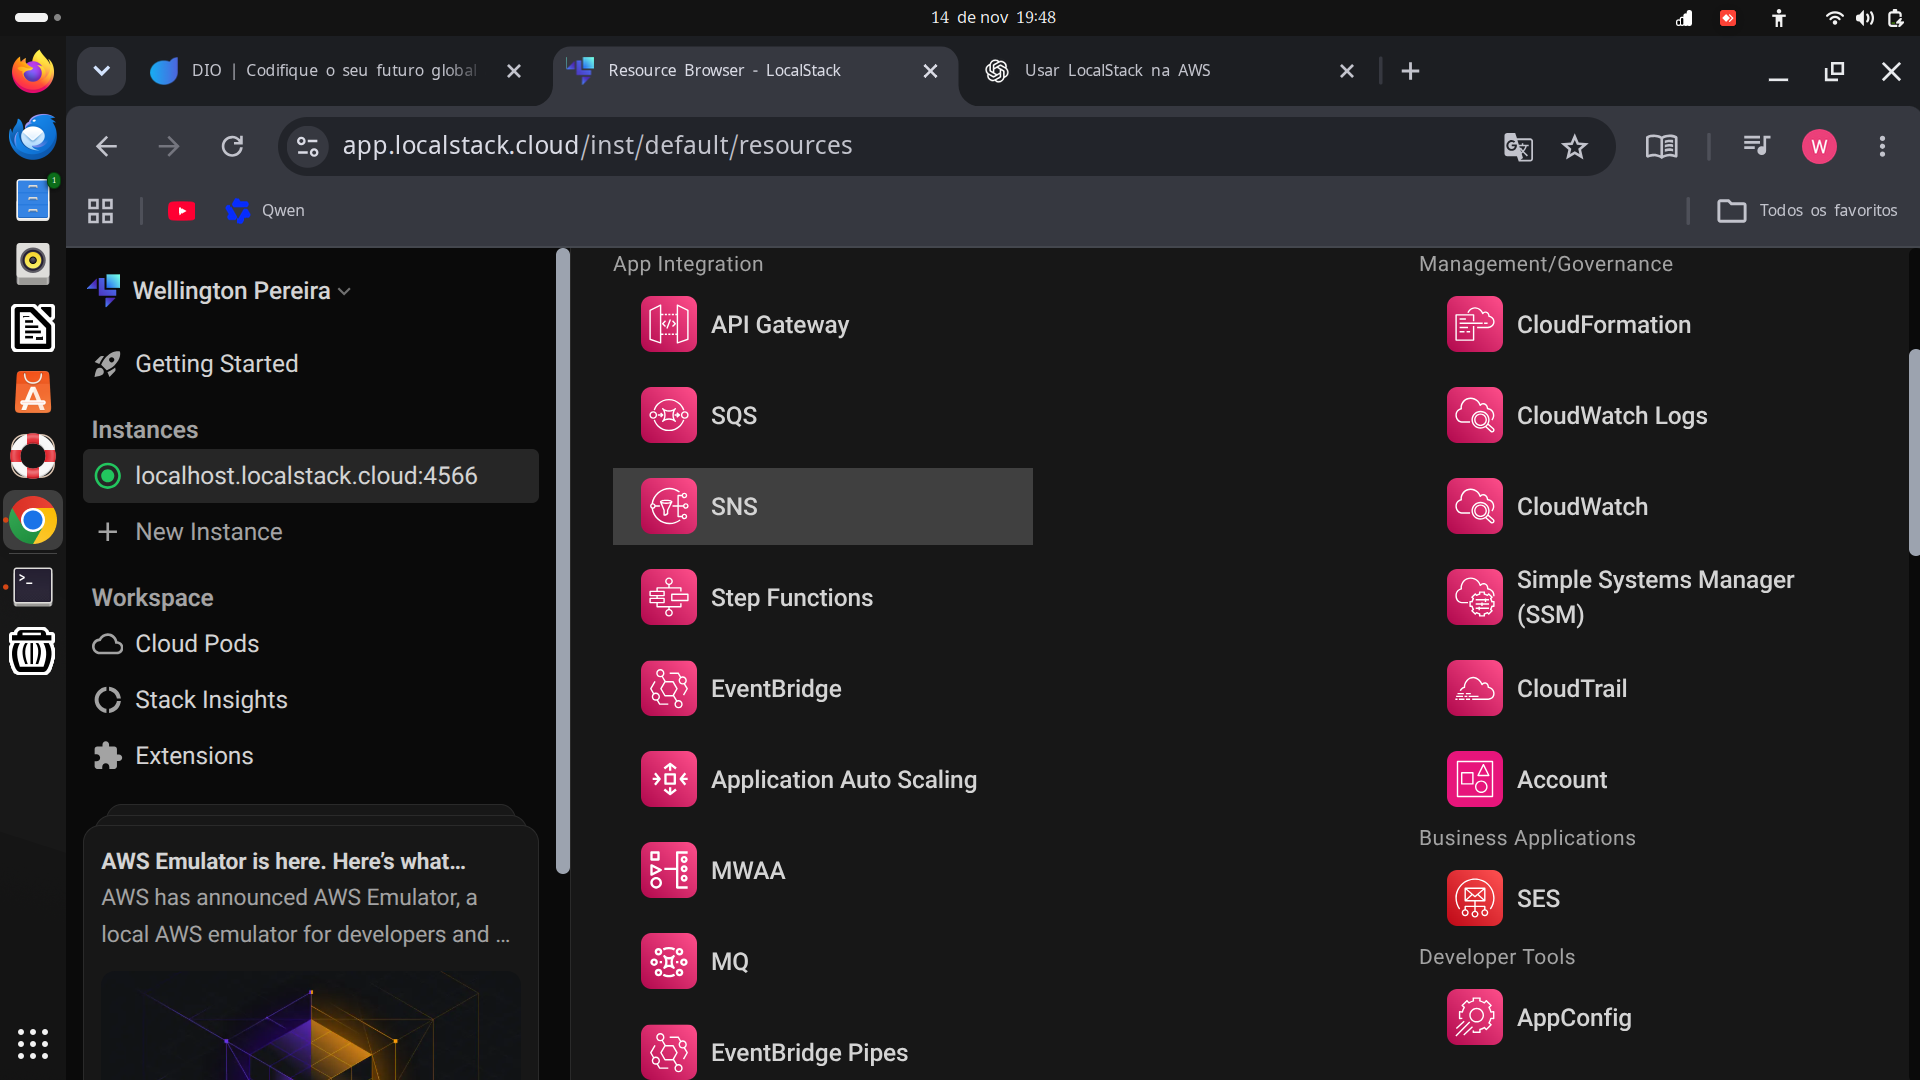 14 de nov 19:48
DIO | Codifique o seu futuro global
Resource Browser - LocalStack
Usar LocalStack na AWS
app.localstack.cloud/inst/default/resources
W
Qwen
Todos os favoritos
1
Wellington Pereira
Getting Started
Instances
localhost.localstack.cloud:4566
New Instance
Workspace
Cloud Pods
Stack Insights
Extensions
AWS Emulator is here. Here’s what…
AWS has announced AWS Emulator, a
local AWS emulator for developers and …
App Integration
API Gateway
SQS
SNS
Step Functions
EventBridge
Application Auto Scaling
MWAA
MQ
EventBridge Pipes
Management/Governance
CloudFormation
CloudWatch Logs
CloudWatch
Simple Systems Manager
(SSM)
CloudTrail
Account
Business Applications
SES
Developer Tools
AppConfig